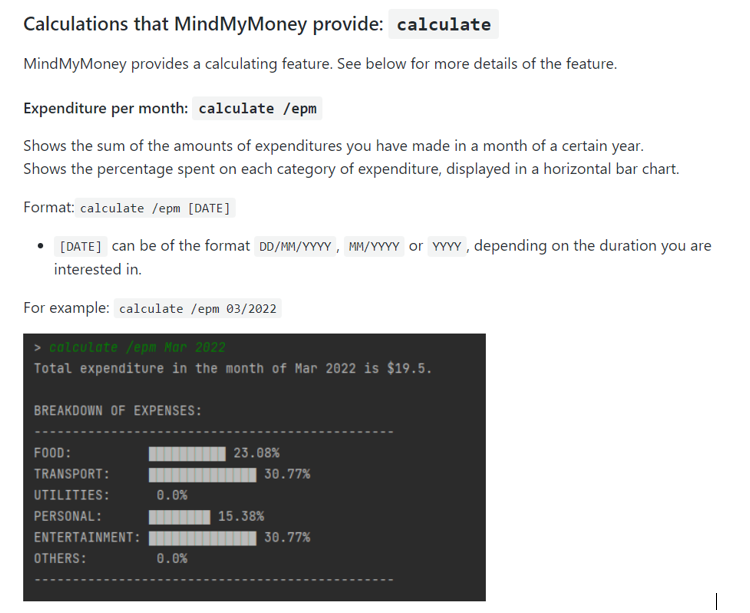 Calculations that MindMyMoney provide: calculate
MindMyMoney provides a calculating feature. See below for more details of the feature.
Expenditure per month: calculate /epm
Shows the sum of the amounts of expenditures you have made in a month of a certain year.
Shows the percentage spent on each category of expenditure, displayed in a horizontal bar chart.
Format: calculate /epm [DATE]
• [DATE] can be of the format DD/MM/YYYY, MM/YYYY or YYYY, depending on the duration you are
interested in.
For example: calculate /epm 03/2022
> calculate /epm Mar 2022
Total expenditure in the month of Mar 2022 is $19.5.
BREAKDOWN OF EXPENSES:
-----------------------------------------------
FOOD: 23.08%
TRANSPORT: 30.77%
UTILITIES: 0.0%
PERSONAL: 15.38%
ENTERTAINMENT: 30.77%
OTHERS: 0.0%
-----------------------------------------------